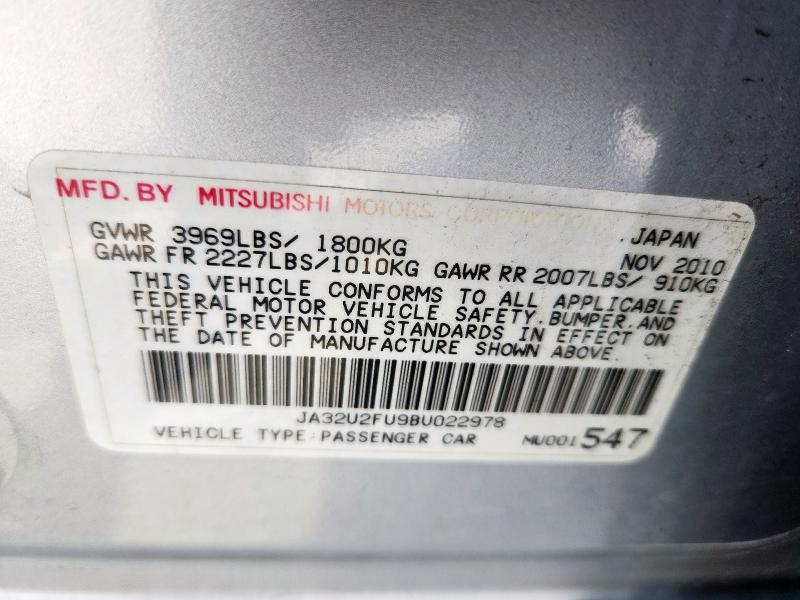 MFD. BY MITSUBISHI MOTORS CORPORATION
JAPAN
GVWR 3969LBS/ 1800KG
NOV 2010
GAWR FR 2227LBS/1010KG GAWR RR 2007LBS/ 910KG
THIS VEHICLE CONFORMS TO ALL APPLICABLE
FEDERAL MOTOR VEHICLE SAFETY, BUMPER, AND
THEFT PREVENTION STANDARDS IN EFFECT ON
THE DATE OF MANUFACTURE SHOWN ABOVE.
JA32U2FU9BU022978
VEHICLE TYPE: PASSENGER CAR MU001547